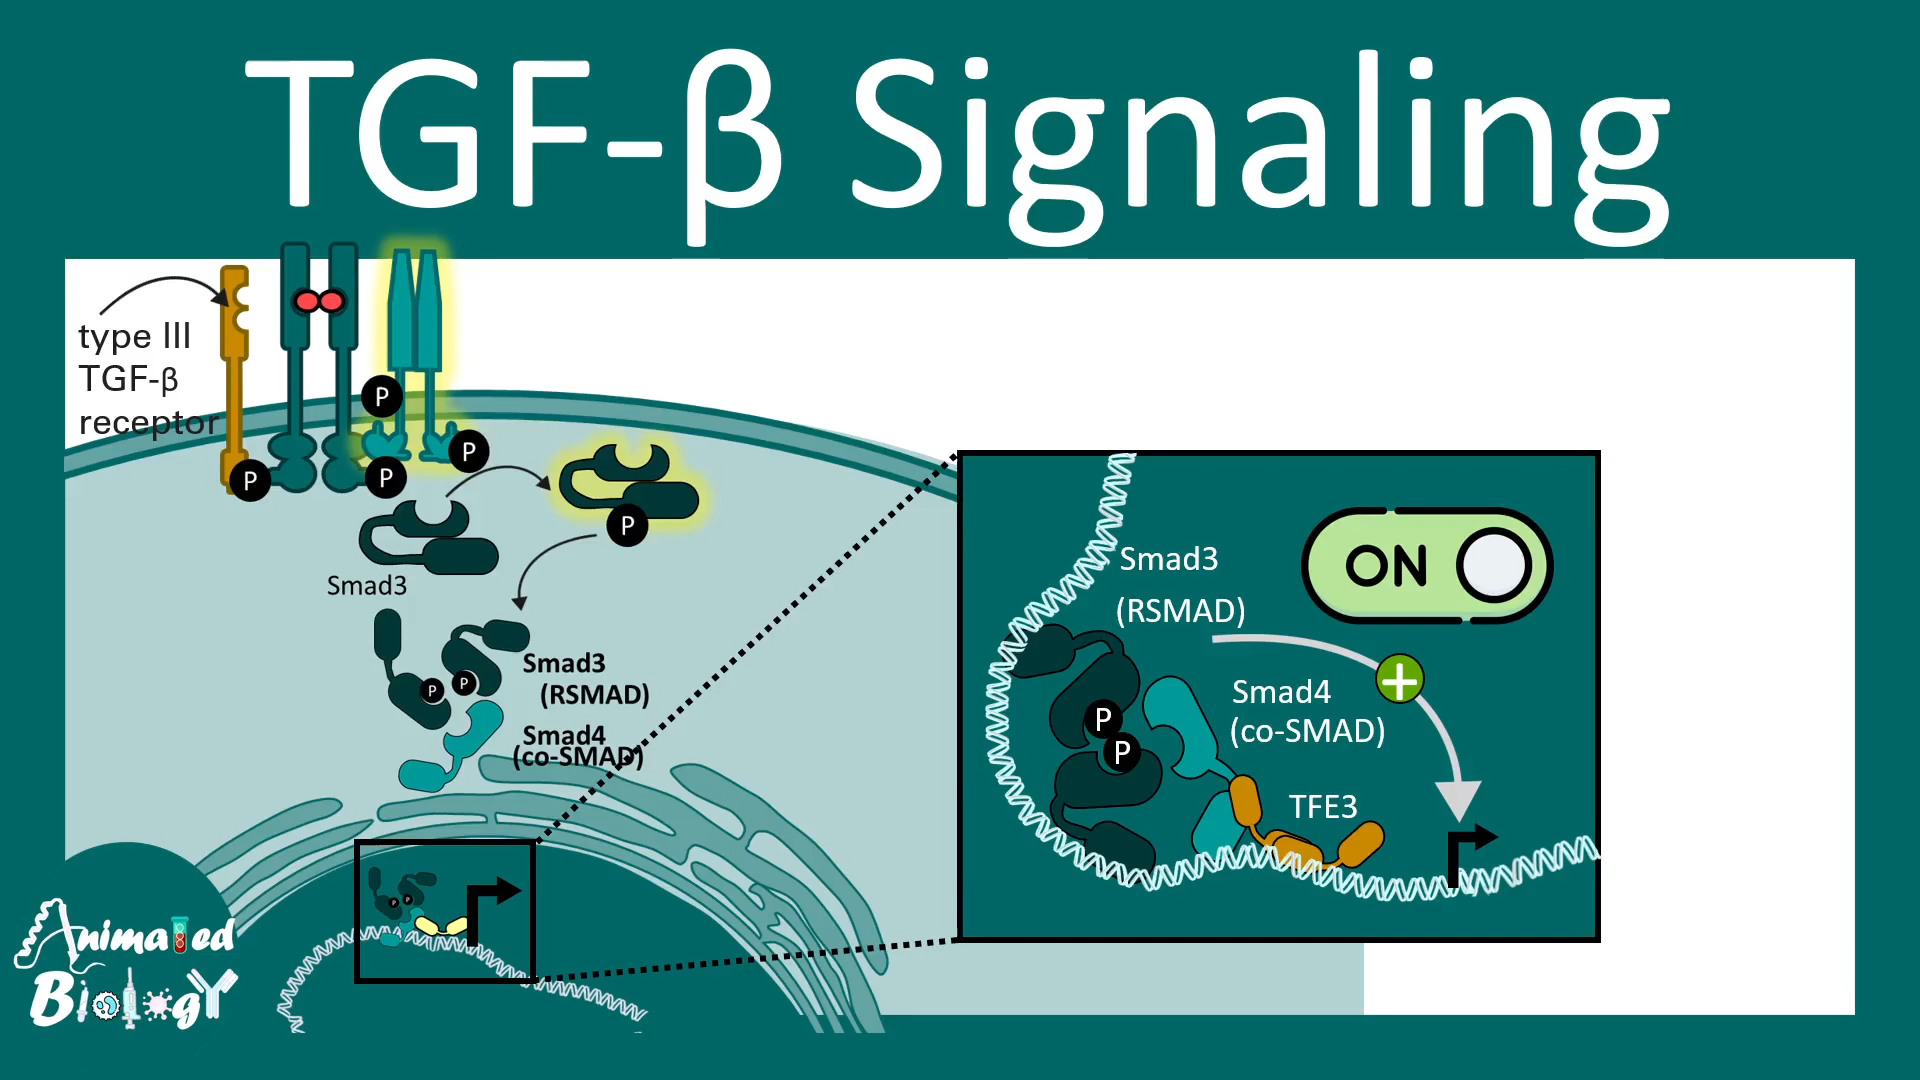 TGF-β Signaling
type III
TGF-β
receptor
P
P
P
P
P
Smad3
P
P
Smad3
(RSMAD)
Smad4
(co-SMAD)
P
P
Smad3
(RSMAD)
ON
Smad4
(co-SMAD)
P
P
TFE3
Animated
Biology